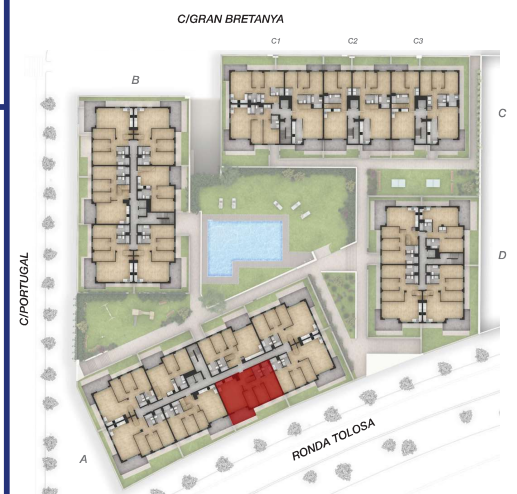 C/GRAN BRETANYA
C1
C2
C3
B
C
C/PORTUGAL
D
RONDA TOLOSA
A